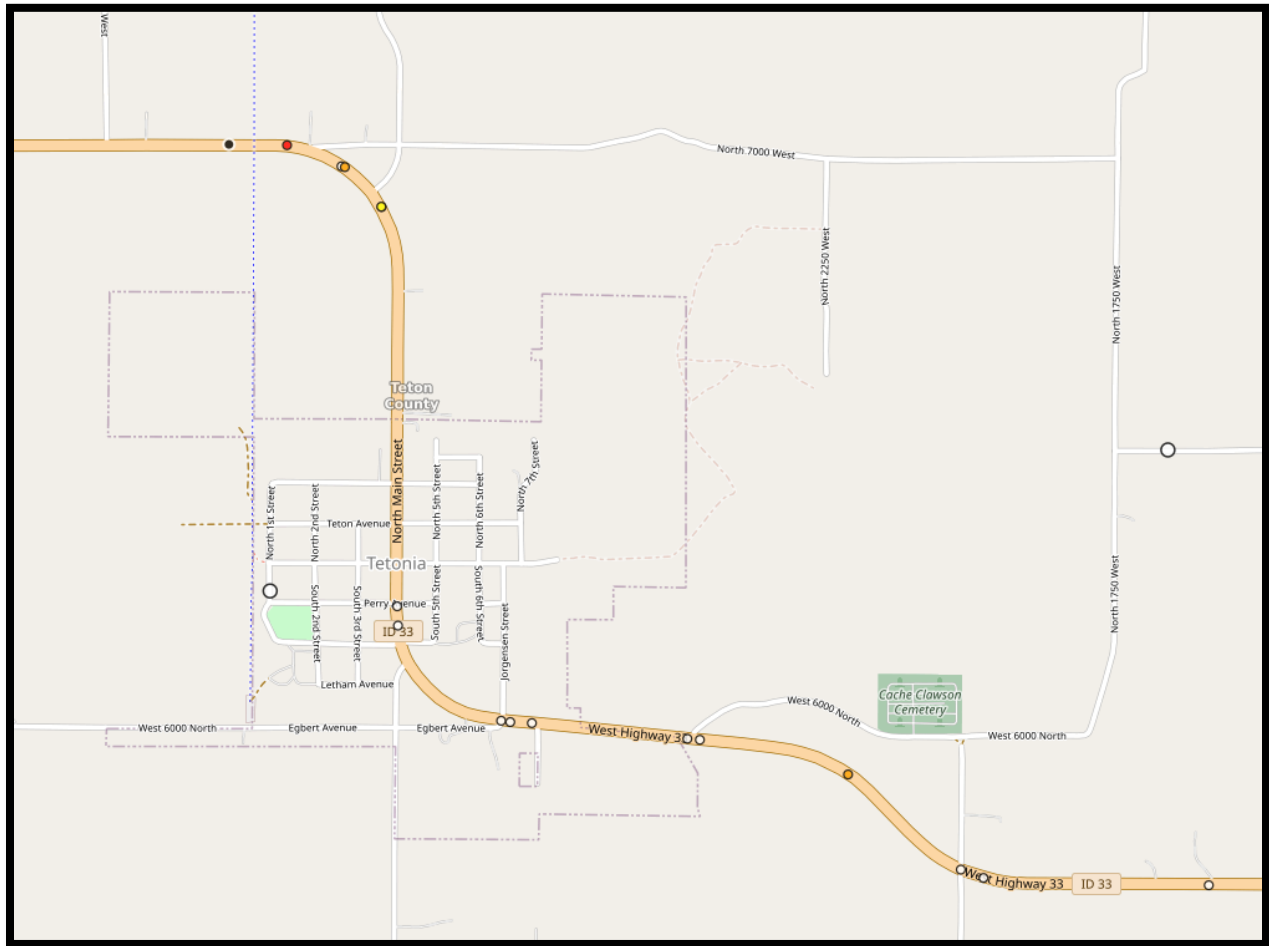 West
North 7000 West
North 2250 West
North 1750 West
Teton
County
North Main Street
North 5th Street
North 6th Street
North 7th Street
North 1st Street
North 2nd Street
Teton Avenue
Tetonia
North 1750 West
South 2nd Street
South 3rd Street
Perry Avenue
South 5th Street
South 6th Street
Jorgensen Street
ID 33
Letham Avenue
Cache Clawson
Cemetery
West 6000 North
West 6000 North
Egbert Avenue
Egbert Avenue
West Highway 33
West 6000 North
West Highway 33
ID 33